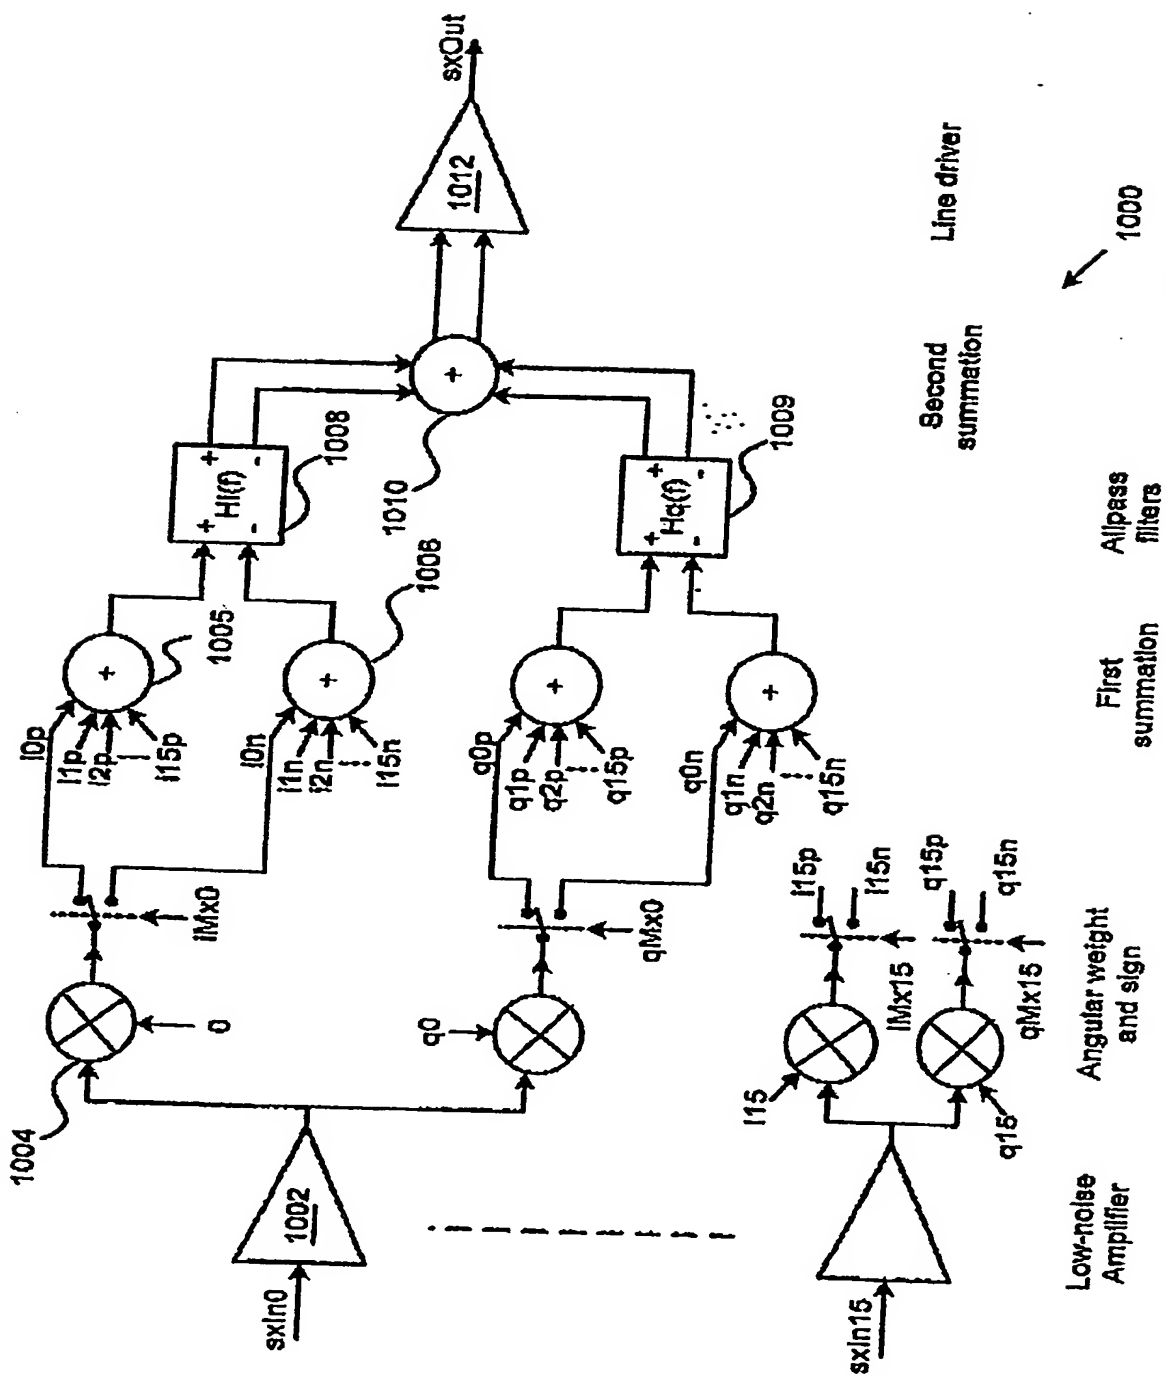 sxIn0
1002
1004
o
iMx0
I0p
I1p
I2p
I15p
1005
I0n
I1n
I2n
I15n
1006
+
+
+ HI(f) +
- -
1008
1010
+
1012
sxOut
q0
qMx0
q0p
q1p
q2p
q15p
q0n
q1n
q2n
q15n
+
+
+ Hq(f) +
- -
1009
sxIn15
I15
q15
I15p
I15n
IMx15
q15p
q15n
qMx15
Low-noise
Amplifier
Angular weight
and sign
First
summation
Allpass
filters
Second
summation
Line driver
1000